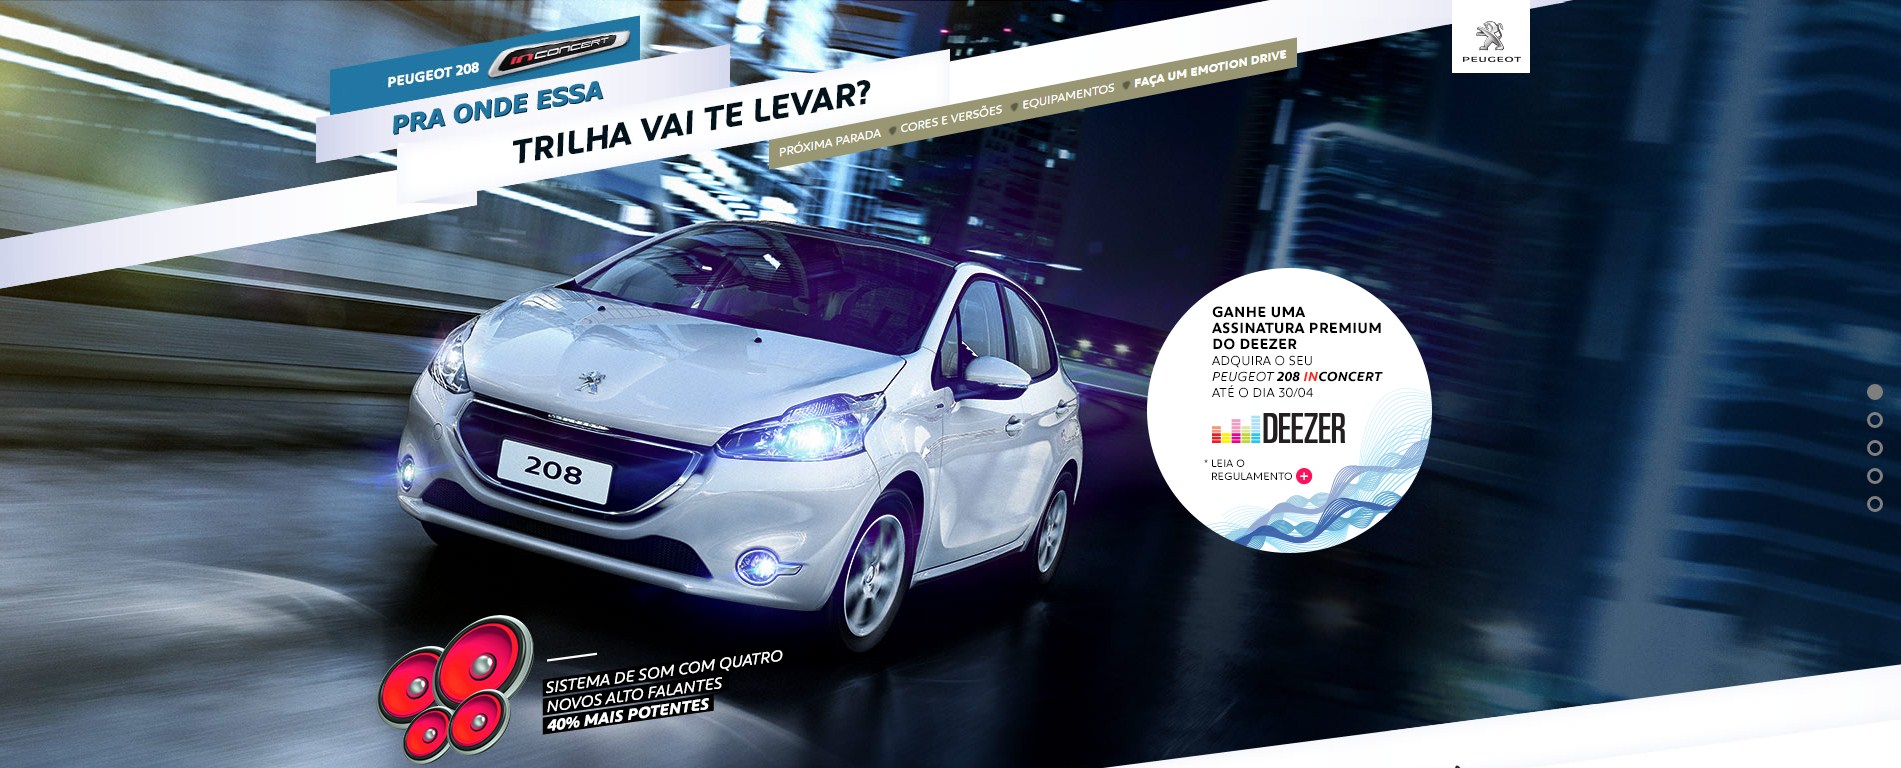 PEUGEOT 208 INCONCERT
PRA ONDE ESSA
TRILHA VAI TE LEVAR?
PRÓXIMA PARADA CORES E VERSÕES EQUIPAMENTOS FAÇA UM EMOTION DRIVE
PEUGEOT
208
GANHE UMA
ASSINATURA PREMIUM
DO DEEZER
ADQUIRA O SEU
PEUGEOT 208 INCONCERT
ATÉ O DIA 30/04
DEEZER
* LEIA O
REGULAMENTO +
SISTEMA DE SOM COM QUATRO
NOVOS ALTO FALANTES
40% MAIS POTENTES